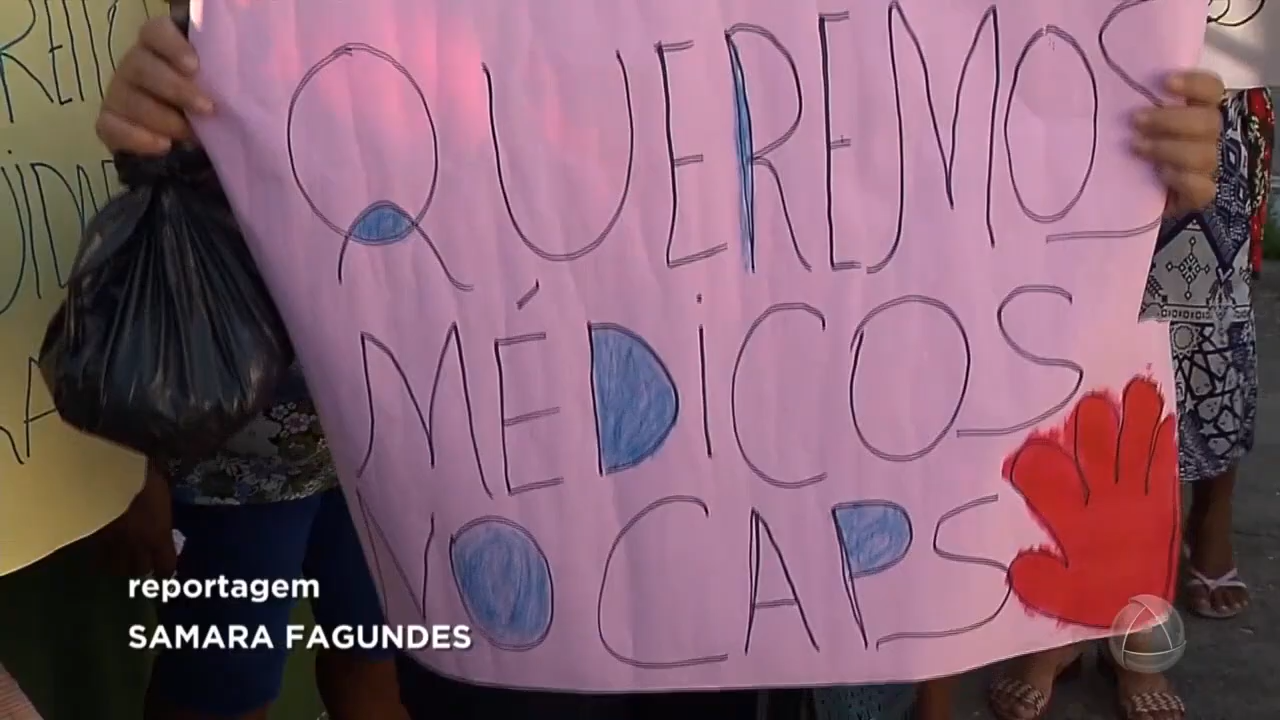 QUEREMOS
MÉDICOS
NO CAPS
reportagem
SAMARA FAGUNDES